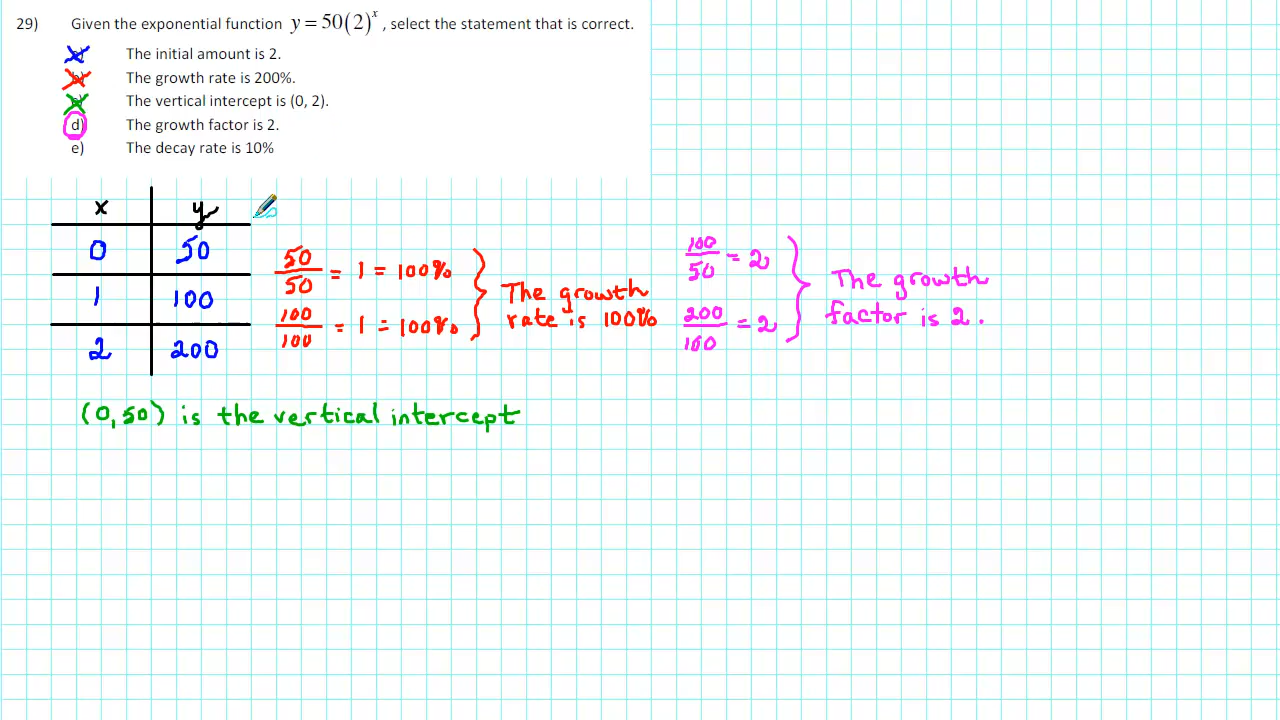 29) Given the exponential function y = 50(2)^x, select the statement that is correct.
a) The initial amount is 2.
b) The growth rate is 200%.
c) The vertical intercept is (0, 2).
d) The growth factor is 2.
e) The decay rate is 10%
x y
0 50
1 100
2 200
50/50 = 1 = 100%
100/100 = 1 = 100%
The growth
rate is 100%
100/50 = 2
200/100 = 2
The growth
factor is 2.
(0, 50) is the vertical intercept